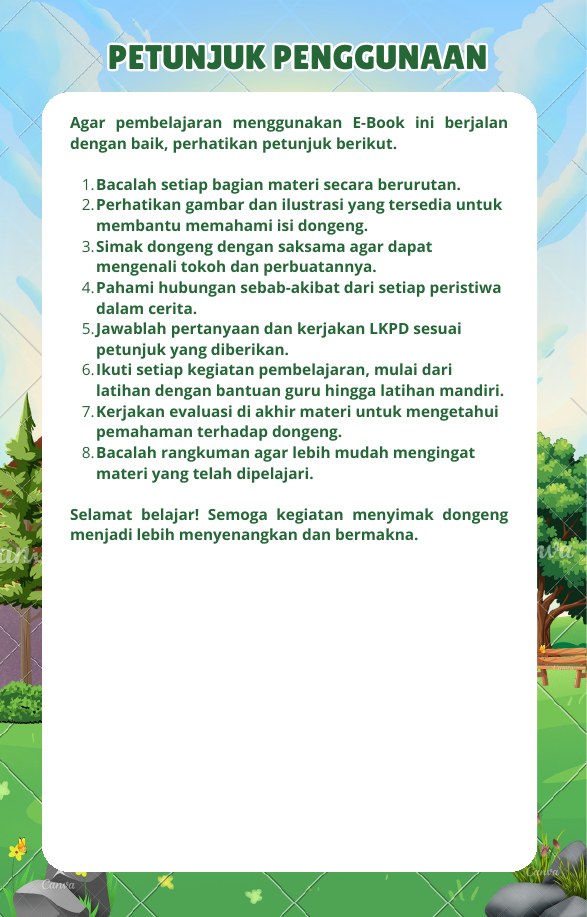 PETUNJUK PENGGUNAAN
Agar pembelajaran menggunakan E-Book ini berjalan
dengan baik, perhatikan petunjuk berikut.
1. Bacalah setiap bagian materi secara berurutan.
2. Perhatikan gambar dan ilustrasi yang tersedia untuk
membantu memahami isi dongeng.
3. Simak dongeng dengan saksama agar dapat
mengenali tokoh dan perbuatannya.
4. Pahami hubungan sebab-akibat dari setiap peristiwa
dalam cerita.
5. Jawablah pertanyaan dan kerjakan LKPD sesuai
petunjuk yang diberikan.
6. Ikuti setiap kegiatan pembelajaran, mulai dari
latihan dengan bantuan guru hingga latihan mandiri.
7. Kerjakan evaluasi di akhir materi untuk mengetahui
pemahaman terhadap dongeng.
8. Bacalah rangkuman agar lebih mudah mengingat
materi yang telah dipelajari.
Selamat belajar! Semoga kegiatan menyimak dongeng
menjadi lebih menyenangkan dan bermakna.
Canva
Canva